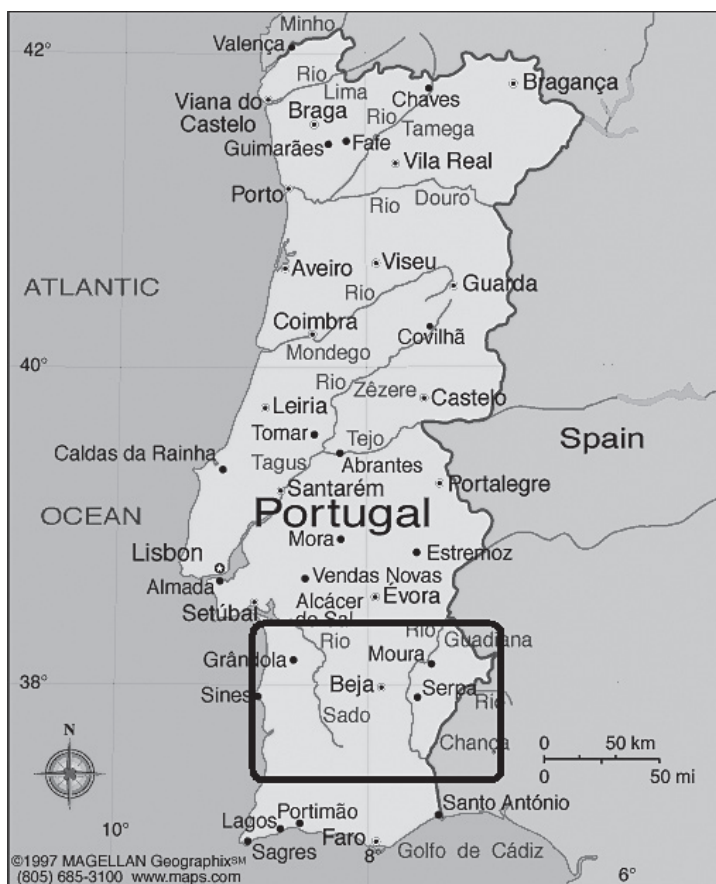 Minho
42°
Valença
Rio
Lima
Chaves
Bragança
Viana do
Castelo
Braga
Rio
Tamega
Guimarães
Fafe
Vila Real
Porto
Rio
Douro
Aveiro
Viseu
ATLANTIC
Rio
Guarda
Coimbra
Covilhã
Mondego
40°
Rio
Zêzere
Castelo
Leiria
Tomar
Tejo
Spain
Caldas da Rainha
Tagus
Abrantes
Santarém
Portalegre
OCEAN
Portugal
Mora
Estremoz
Lisbon
Vendas Novas
Almada
Alcácer
do Sal
Évora
Setúbal
Rio
Rio
Guadiana
Grândola
Moura
38°
Beja
Sines
Serpa
Rio
Sado
N
Chança
0 50 km
0 50 mi
10°
Lagos
Portimão
Santo António
Faro
Sagres
8°
Golfo de Cádiz
6°
©1997 MAGELLAN Geographix℠
(805) 685-3100 www.maps.com